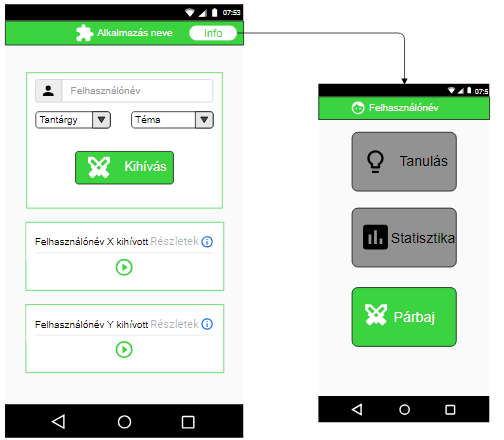 07:53
Alkalmazás neve Info
Felhasználónév
Tantárgy Téma
Kihívás
Felhasználónév X kihívott Részletek
Felhasználónév Y kihívott Részletek
07:5
Felhasználónév
Tanulás
Statisztika
Párbaj